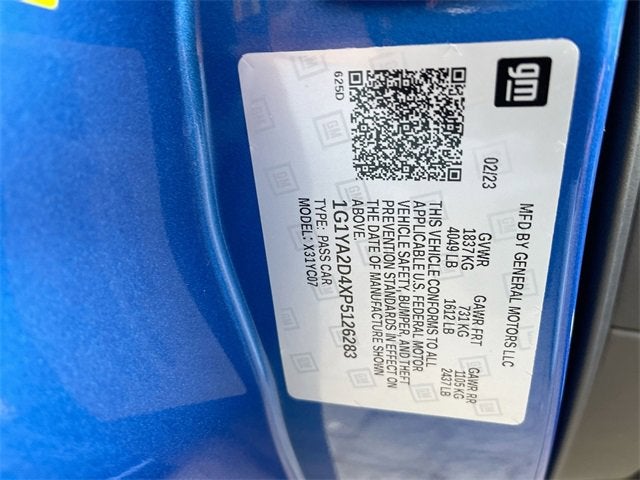 gm
MFD BY GENERAL MOTORS LLC
02/23
GVWR GAWR FRT GAWR RR
1837 KG 731 KG 1105 KG
4049 LB 1612 LB 2437 LB
THIS VEHICLE CONFORMS TO ALL
APPLICABLE U.S. FEDERAL MOTOR
VEHICLE SAFETY, BUMPER, AND THEFT
PREVENTION STANDARDS IN EFFECT ON
THE DATE OF MANUFACTURE SHOWN
ABOVE.
625D
1G1YA2D4XP5126283
TYPE: PASS CAR
MODEL: X31YC07